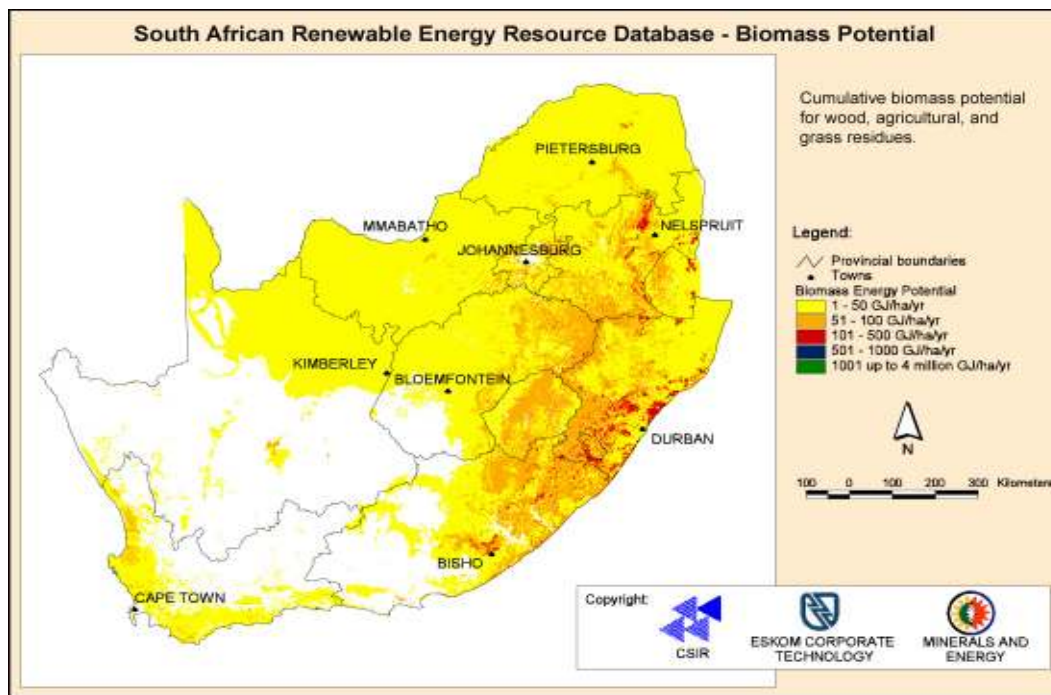 South African Renewable Energy Resource Database - Biomass Potential
Cumulative biomass potential
for wood, agricultural, and
grass residues.
PIETERSBURG
MMABATHO
NELSPRUIT
JOHANNESBURG
KIMBERLEY
BLOEMFONTEIN
DURBAN
BISHO
CAPE TOWN
Legend:
Provincial boundaries
Towns
Biomass Energy Potential
1 - 50 GJ/ha/yr
51 - 100 GJ/ha/yr
101 - 500 GJ/ha/yr
501 - 1000 GJ/ha/yr
1001 up to 4 million GJ/ha/yr
N
100 0 100 200 300 Kilometers
Copyright:
CSIR
ESKOM CORPORATE
TECHNOLOGY
MINERALS AND
ENERGY